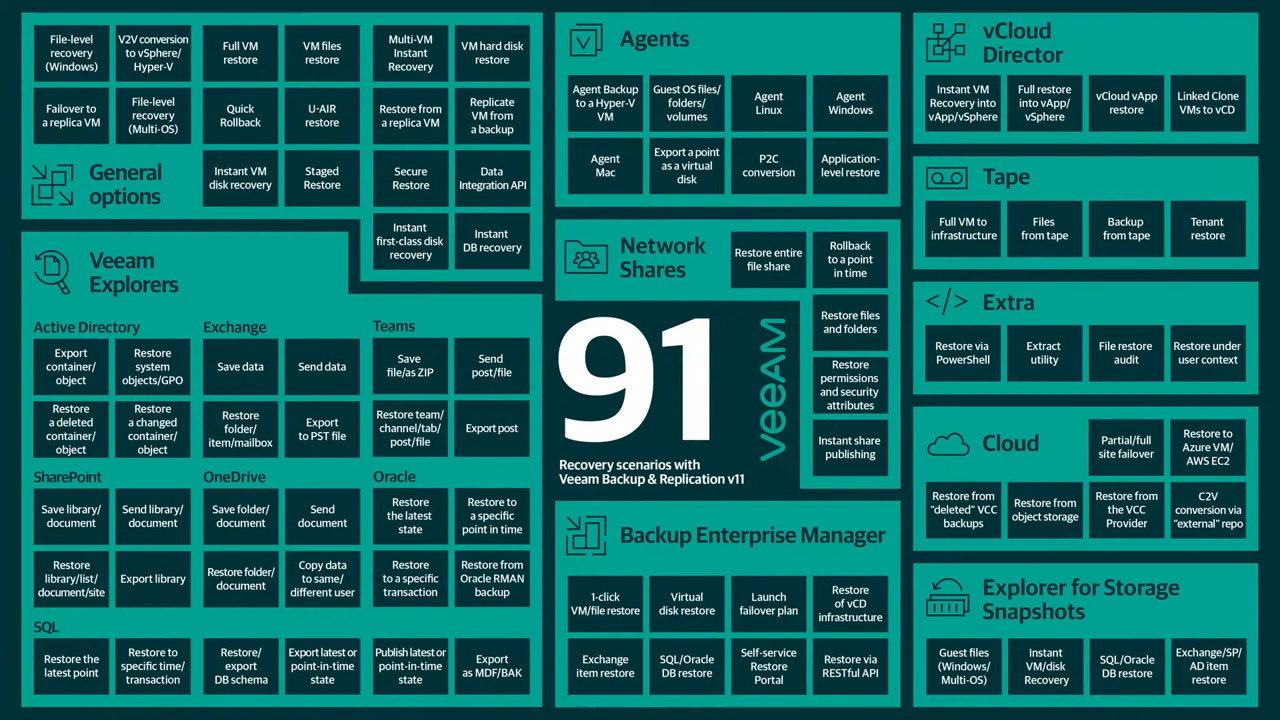 File-level
recovery
(Windows)
V2V conversion
to vSphere/
Hyper-V
Full VM
restore
VM files
restore
Multi-VM
Instant
Recovery
VM hard disk
restore
Failover to
a replica VM
File-level
recovery
(Multi-OS)
Quick
Rollback
U-AIR
restore
Restore from
a replica VM
Replicate
VM from
a backup
General
options
Instant VM
disk recovery
Staged
Restore
Secure
Restore
Data
Integration API
Instant
first-class disk
recovery
Instant
DB recovery
Veeam
Explorers
Active Directory
Export
container/
object
Restore
system
objects/GPO
Restore
a deleted
container/
object
Restore
a changed
container/
object
Exchange
Save data
Send data
Restore
folder/
item/mailbox
Export
to PST file
Teams
Save
file/as ZIP
Send
post/file
Restore team/
channel/tab/
post/file
Export post
SharePoint
Save library/
document
Send library/
document
Restore
library/list/
document/site
Export library
OneDrive
Save folder/
document
Send
document
Restore folder/
document
Copy data
to same/
different user
Oracle
Restore
the latest
state
Restore to
a specific
point in time
Restore
to a specific
transaction
Restore from
Oracle RMAN
backup
SQL
Restore the
latest point
Restore to
specific time/
transaction
Restore/
export
DB schema
Export latest or
point-in-time
state
Publish latest or
point-in-time
state
Export
as MDF/BAK
Agents
Agent Backup
to a Hyper-V
VM
Guest OS files/
folders/
volumes
Agent
Linux
Agent
Windows
Agent
Mac
Export a point
as a virtual
disk
P2C
conversion
Application-
level restore
Network
Shares
Restore entire
file share
Rollback
to a point
in time
Restore files
and folders
Restore
permissions
and security
attributes
Instant share
publishing
91
veeAM
Recovery scenarios with
Veeam Backup & Replication v11
Backup Enterprise Manager
1-click
VM/file restore
Virtual
disk restore
Launch
failover plan
Restore
of vCD
infrastructure
Exchange
item restore
SQL/Oracle
DB restore
Self-service
Restore
Portal
Restore via
RESTful API
vCloud
Director
Instant VM
Recovery into
vApp/vSphere
Full restore
into vApp/
vSphere
vCloud vApp
restore
Linked Clone
VMs to vCD
Tape
Full VM to
infrastructure
Files
from tape
Backup
from tape
Tenant
restore
</> Extra
Restore via
PowerShell
Extract
utility
File restore
audit
Restore under
user context
Cloud
Partial/full
site failover
Restore to
Azure VM/
AWS EC2
Restore from
“deleted” VCC
backups
Restore from
object storage
Restore from
the VCC
Provider
C2V
conversion via
“external” repo
Explorer for Storage
Snapshots
Guest files
(Windows/
Multi-OS)
Instant
VM/disk
Recovery
SQL/Oracle
DB restore
Exchange/SP/
AD item
restore